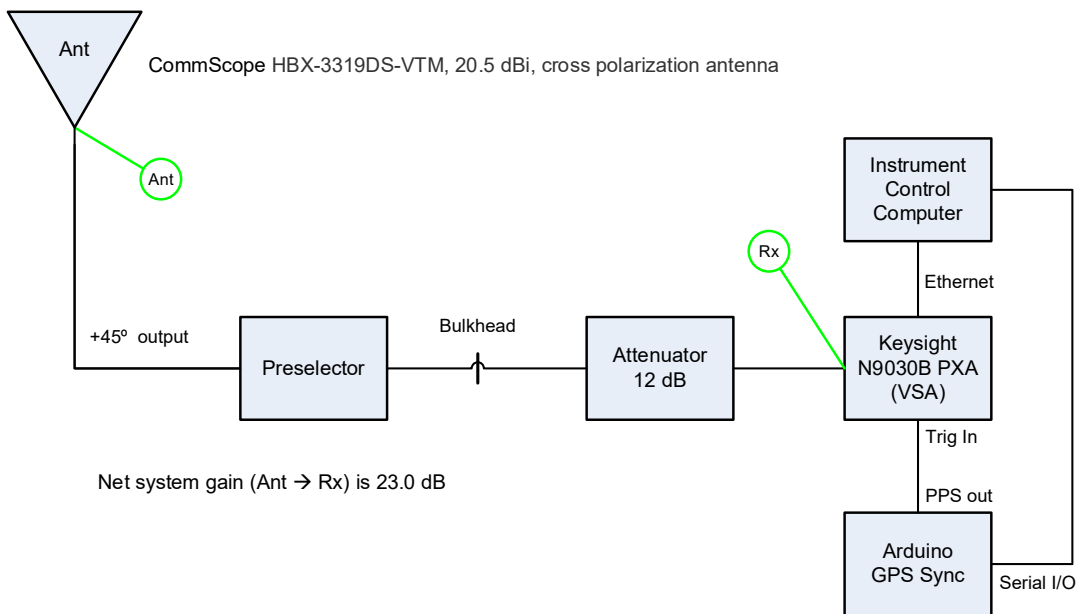 Ant
CommScope HBX-3319DS-VTM, 20.5 dBi, cross polarization antenna
Ant
Instrument
Control
Computer
Rx
Ethernet
+45º output
Bulkhead
Preselector
Attenuator
12 dB
Keysight
N9030B PXA
(VSA)
Trig In
Net system gain (Ant → Rx) is 23.0 dB
PPS out
Arduino
GPS Sync
Serial I/O